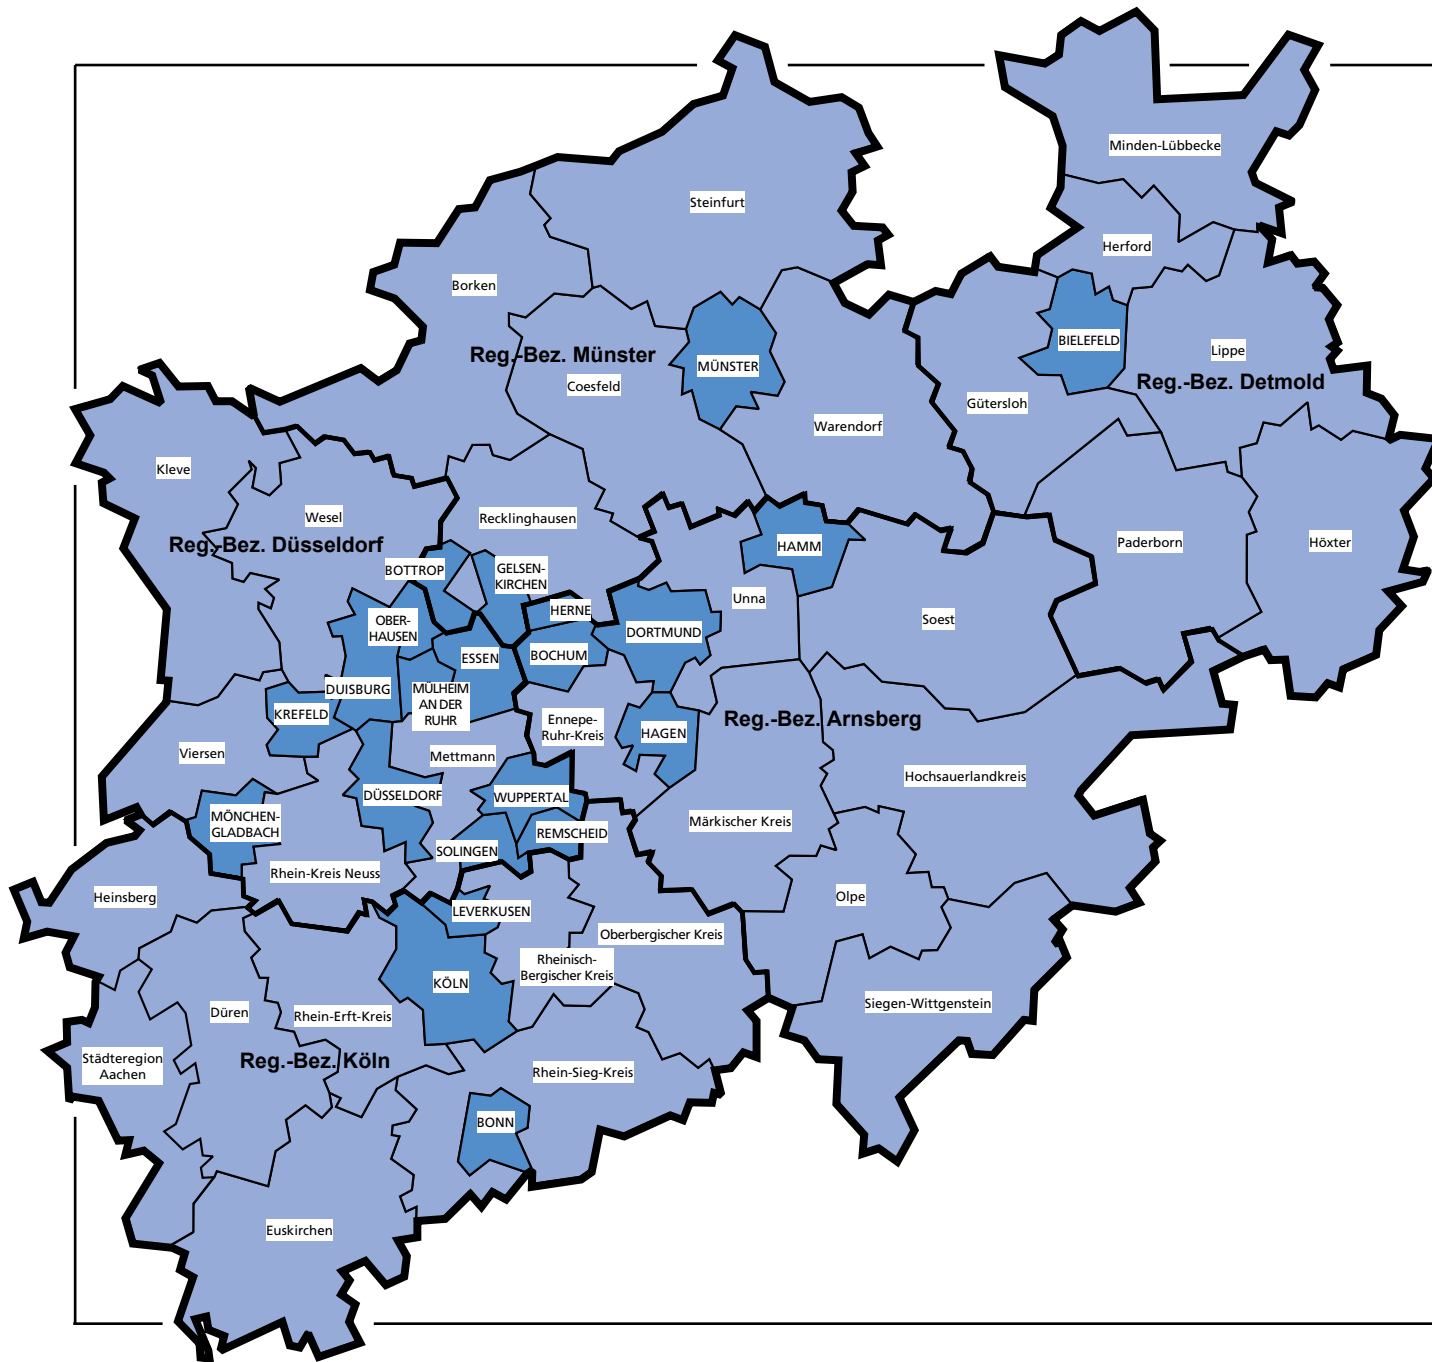 Minden-Lübbecke
Steinfurt
Herford
Borken
BIELEFELD
Lippe
Reg.-Bez. Münster
MÜNSTER
Coesfeld
Reg.-Bez. Detmold
Gütersloh
Warendorf
Kleve
Wesel
Recklinghausen
Reg.-Bez. Düsseldorf
HAMM
Paderborn
Höxter
BOTTROP
GELSEN-
KIRCHEN
Unna
HERNE
OBER-
HAUSEN
DORTMUND
Soest
ESSEN
BOCHUM
DUISBURG
MÜLHEIM
AN DER
RUHR
KREFELD
Ennepe-
Ruhr-Kreis
HAGEN
Reg.-Bez. Arnsberg
Viersen
Mettmann
Hochsauerlandkreis
DÜSSELDORF
WUPPERTAL
MÖNCHEN-
GLADBACH
Märkischer Kreis
REMSCHEID
SOLINGEN
Rhein-Kreis Neuss
Heinsberg
Olpe
LEVERKUSEN
Oberbergischer Kreis
Rheinisch-
Bergischer Kreis
KÖLN
Siegen-Wittgenstein
Düren
Rhein-Erft-Kreis
Städteregion
Aachen
Reg.-Bez. Köln
Rhein-Sieg-Kreis
BONN
Euskirchen